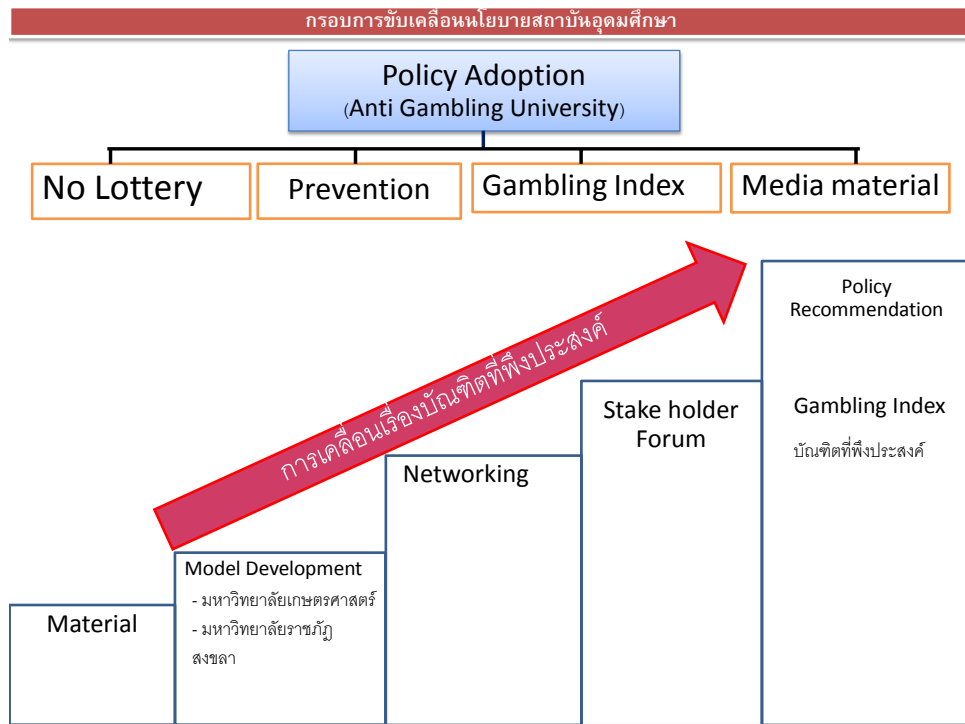 กรอบการขับเคลื่อนนโยบายสถาบันอุดมศึกษา
Policy Adoption
(Anti Gambling University)
No Lottery
Prevention
Gambling Index
Media material
การเคลื่อนเรื่องบัณฑิตที่พึงประสงค์
Material
Model Development
- มหาวิทยาลัยเกษตรศาสตร์
- มหาวิทยาลัยราชภัฏ
สงขลา
Networking
Stake holder
Forum
Policy
Recommendation
Gambling Index
บัณฑิตที่พึงประสงค์